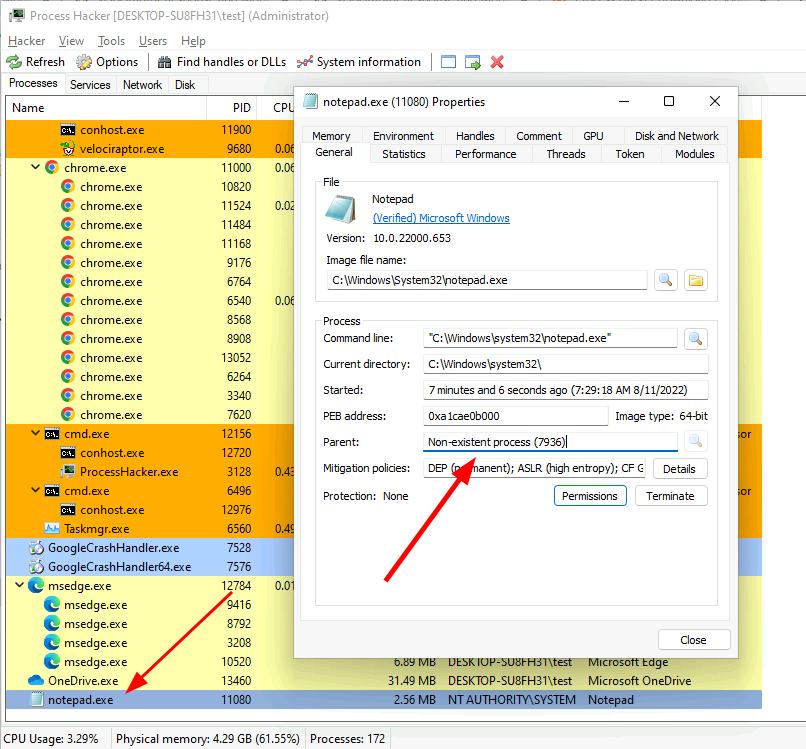 Process Hacker [DESKTOP-SU8FH31\test] (Administrator)
Hacker View Tools Users Help
Refresh Options Find handles or DLLs System information
Processes Services Network Disk
Name PID CPU
conhost.exe 11900
velociraptor.exe 9680 0.06
chrome.exe 11000 0.06
chrome.exe 10820
chrome.exe 11524 0.02
chrome.exe 11484
chrome.exe 11168
chrome.exe 9176
chrome.exe 6764
chrome.exe 6540 0.06
chrome.exe 8568
chrome.exe 8908
chrome.exe 13052
chrome.exe 6264
chrome.exe 3340
chrome.exe 7620
cmd.exe 12156
conhost.exe 12700
ProcessHacker.exe 3128 0.43
cmd.exe 6496
conhost.exe 12976
Taskmgr.exe 6560 0.49
GoogleCrashHandler.exe 7528
GoogleCrashHandler64.exe 7576
msedge.exe 12784 0.01
msedge.exe 9416
msedge.exe 8792
msedge.exe 3208
msedge.exe 10520 6.89 MB DESKTOP-SU8FH31\test Microsoft Edge
OneDrive.exe 13460 31.49 MB DESKTOP-SU8FH31\test Microsoft OneDrive
notepad.exe 11080 2.56 MB NT AUTHORITY\SYSTEM Notepad
CPU Usage: 3.29% Physical memory: 4.29 GB (61.55%) Processes: 172
notepad.exe (11080) Properties
Memory Environment Handles Comment GPU Disk and Network
General Statistics Performance Threads Token Modules
File
Notepad
(Verified) Microsoft Windows
Version: 10.0.22000.653
Image file name:
C:\Windows\System32\notepad.exe
Process
Command line: "C:\Windows\system32\notepad.exe"
Current directory: C:\Windows\system32\
Started: 7 minutes and 6 seconds ago (7:29:18 AM 8/11/2022)
PEB address: 0xa1cae0b000 Image type: 64-bit
Parent: Non-existent process (7936)
Mitigation policies: DEP (permanent); ASLR (high entropy); CF G Details
Protection: None Permissions Terminate
Close